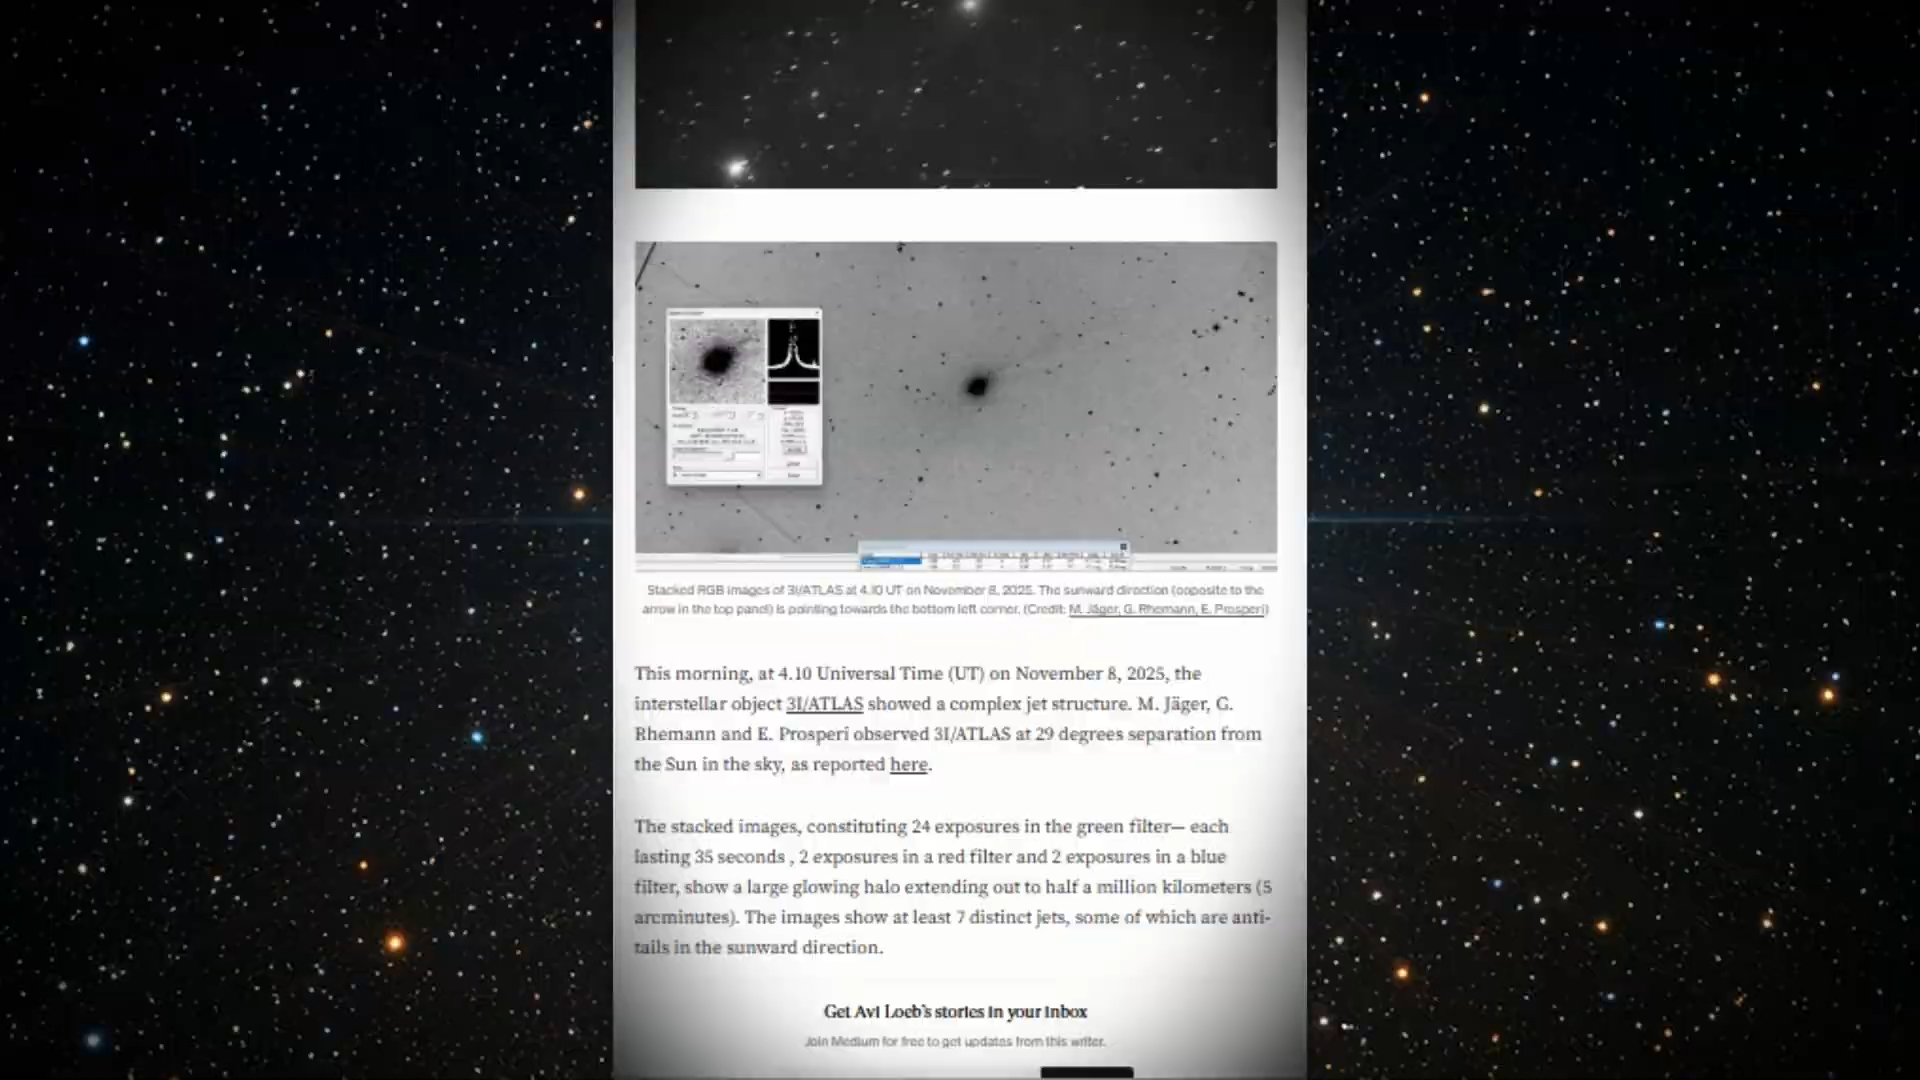 Stacked RGB images of 3I/ATLAS at 4.10 UT on November 8, 2025. The sunward direction (opposite to the
arrow in the top panel) is pointing towards the bottom left corner. (Credit: M. Jäger, G. Rhemann, E. Prosperi)
This morning, at 4.10 Universal Time (UT) on November 8, 2025, the
interstellar object 3I/ATLAS showed a complex jet structure. M. Jäger, G.
Rhemann and E. Prosperi observed 3I/ATLAS at 29 degrees separation from
the Sun in the sky, as reported here.
The stacked images, constituting 24 exposures in the green filter— each
lasting 35 seconds , 2 exposures in a red filter and 2 exposures in a blue
filter, show a large glowing halo extending out to half a million kilometers (5
arcminutes). The images show at least 7 distinct jets, some of which are anti-
tails in the sunward direction.
Get Avi Loeb's stories in your inbox
Join Medium for free to get updates from this writer.